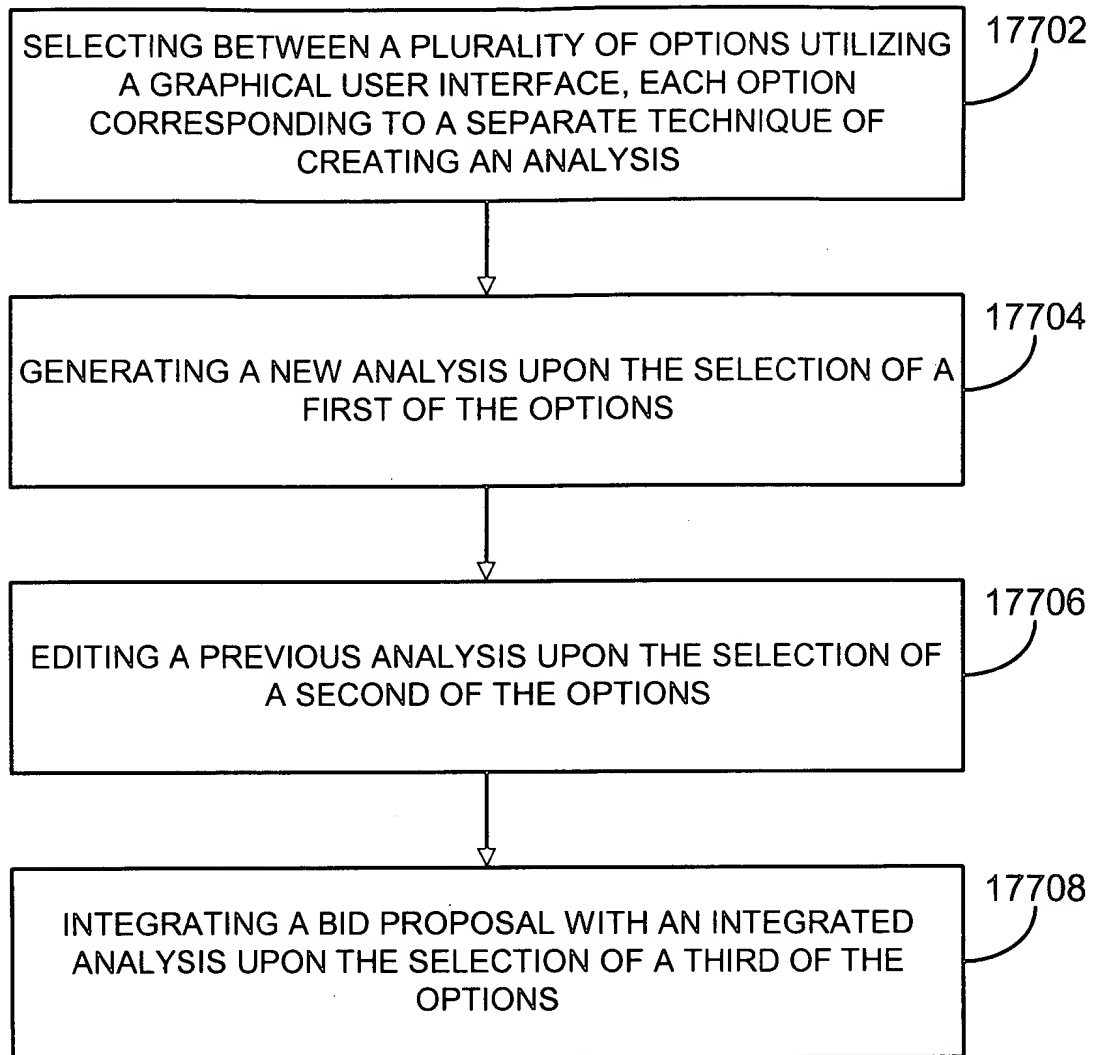 SELECTING BETWEEN A PLURALITY OF OPTIONS UTILIZING
A GRAPHICAL USER INTERFACE, EACH OPTION
CORRESPONDING TO A SEPARATE TECHNIQUE OF
CREATING AN ANALYSIS
17702
GENERATING A NEW ANALYSIS UPON THE SELECTION OF A
FIRST OF THE OPTIONS
17704
EDITING A PREVIOUS ANALYSIS UPON THE SELECTION OF
A SECOND OF THE OPTIONS
17706
INTEGRATING A BID PROPOSAL WITH AN INTEGRATED
ANALYSIS UPON THE SELECTION OF A THIRD OF THE
OPTIONS
17708